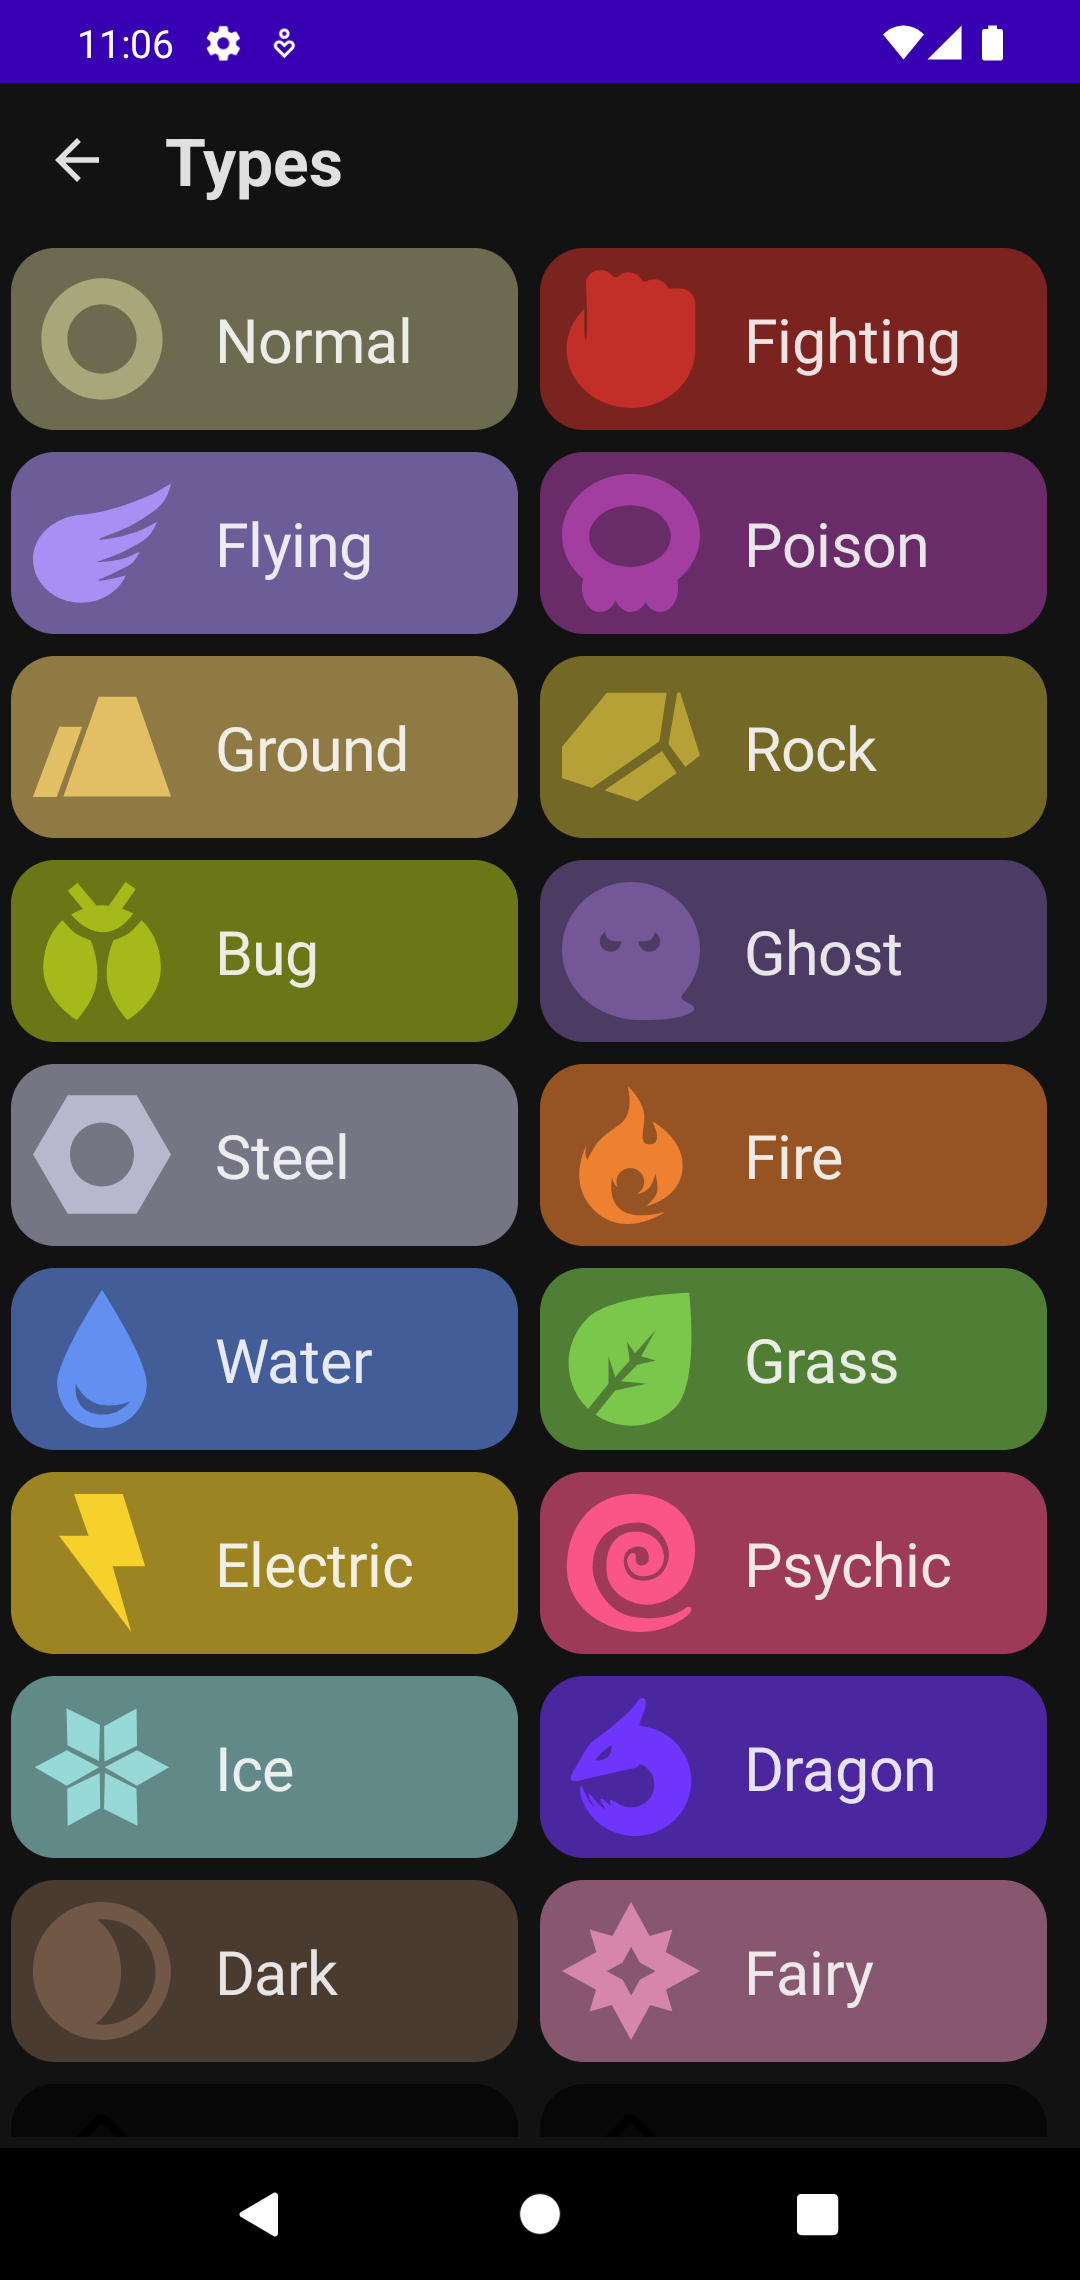 11:06
Types
Normal
Fighting
Flying
Poison
Ground
Rock
Bug
Ghost
Steel
Fire
Water
Grass
Electric
Psychic
Ice
Dragon
Dark
Fairy